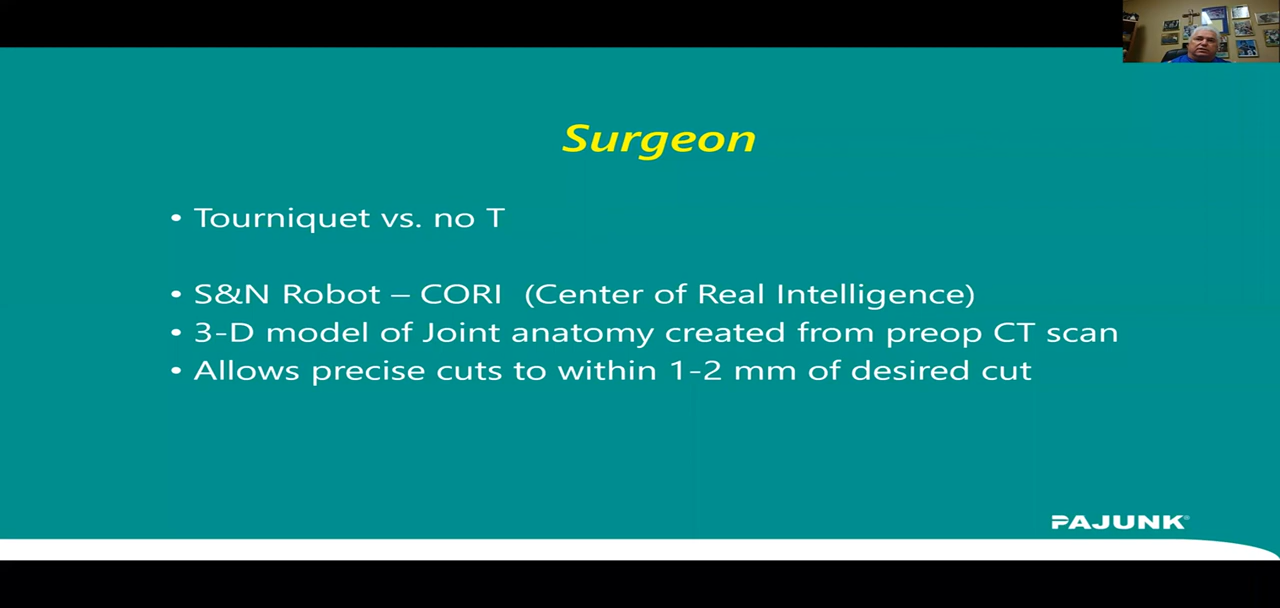 Surgeon
• Tourniquet vs. no T
• S&N Robot – CORI (Center of Real Intelligence)
• 3-D model of Joint anatomy created from preop CT scan
• Allows precise cuts to within 1-2 mm of desired cut
PAJUNK®